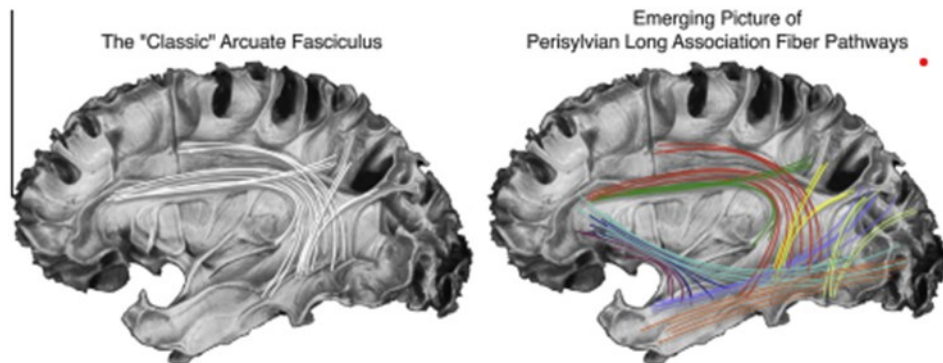 The "Classic" Arcuate Fasciculus
Emerging Picture of
Perisylvian Long Association Fiber Pathways